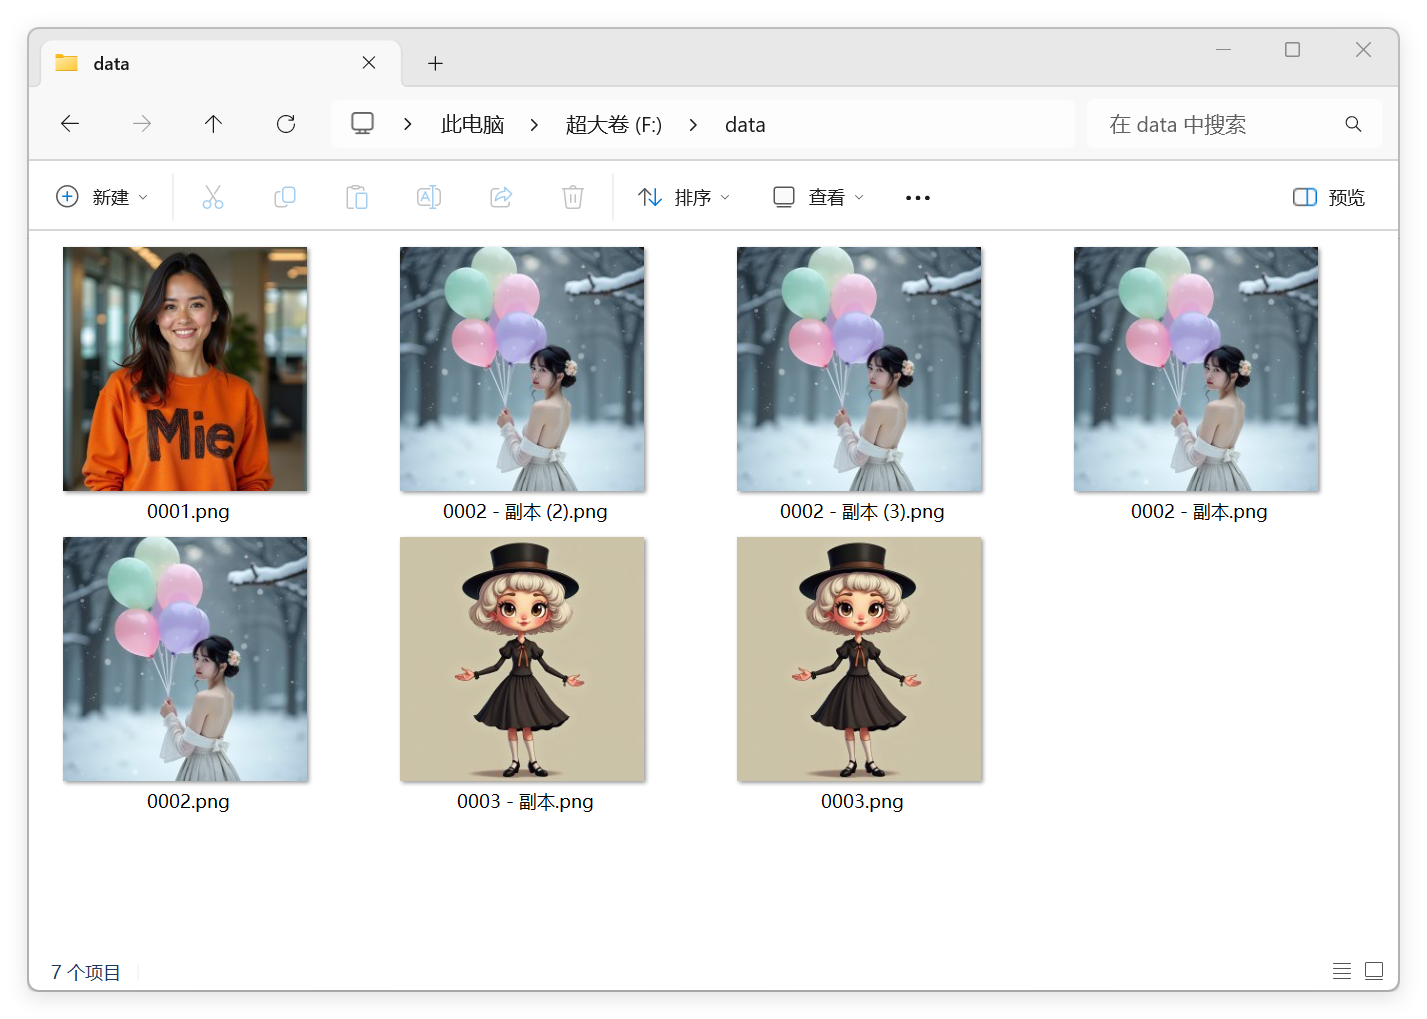 data
此电脑 超大卷 (F:) data
在 data 中搜索
新建 排序 查看 预览
Mie
0001.png
0002 - 副本 (2).png
0002 - 副本 (3).png
0002 - 副本.png
0002.png
0003 - 副本.png
0003.png
7 个项目